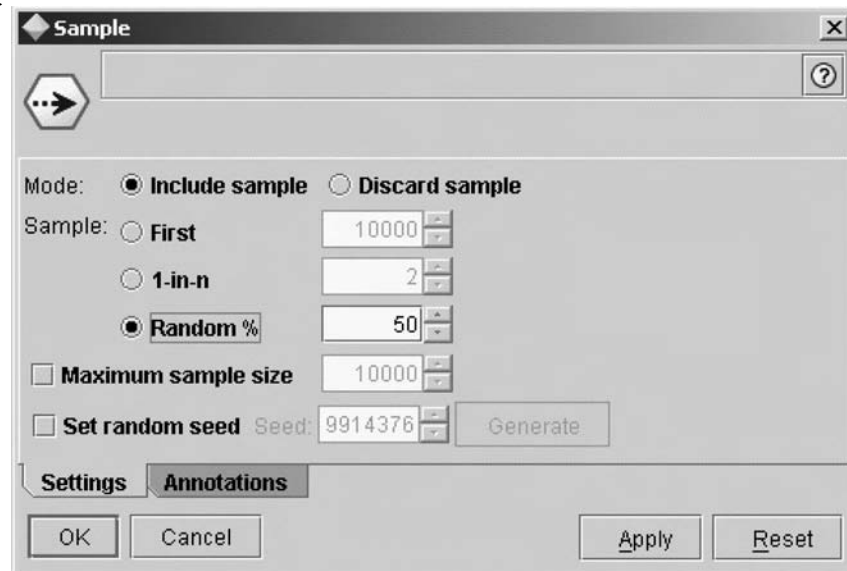 Sample
?
Mode: Include sample Discard sample
Sample: First 10000
1-in-n 2
Random % 50
Maximum sample size 10000
Set random seed Seed: 9914376 Generate
Settings Annotations
OK Cancel Apply Reset